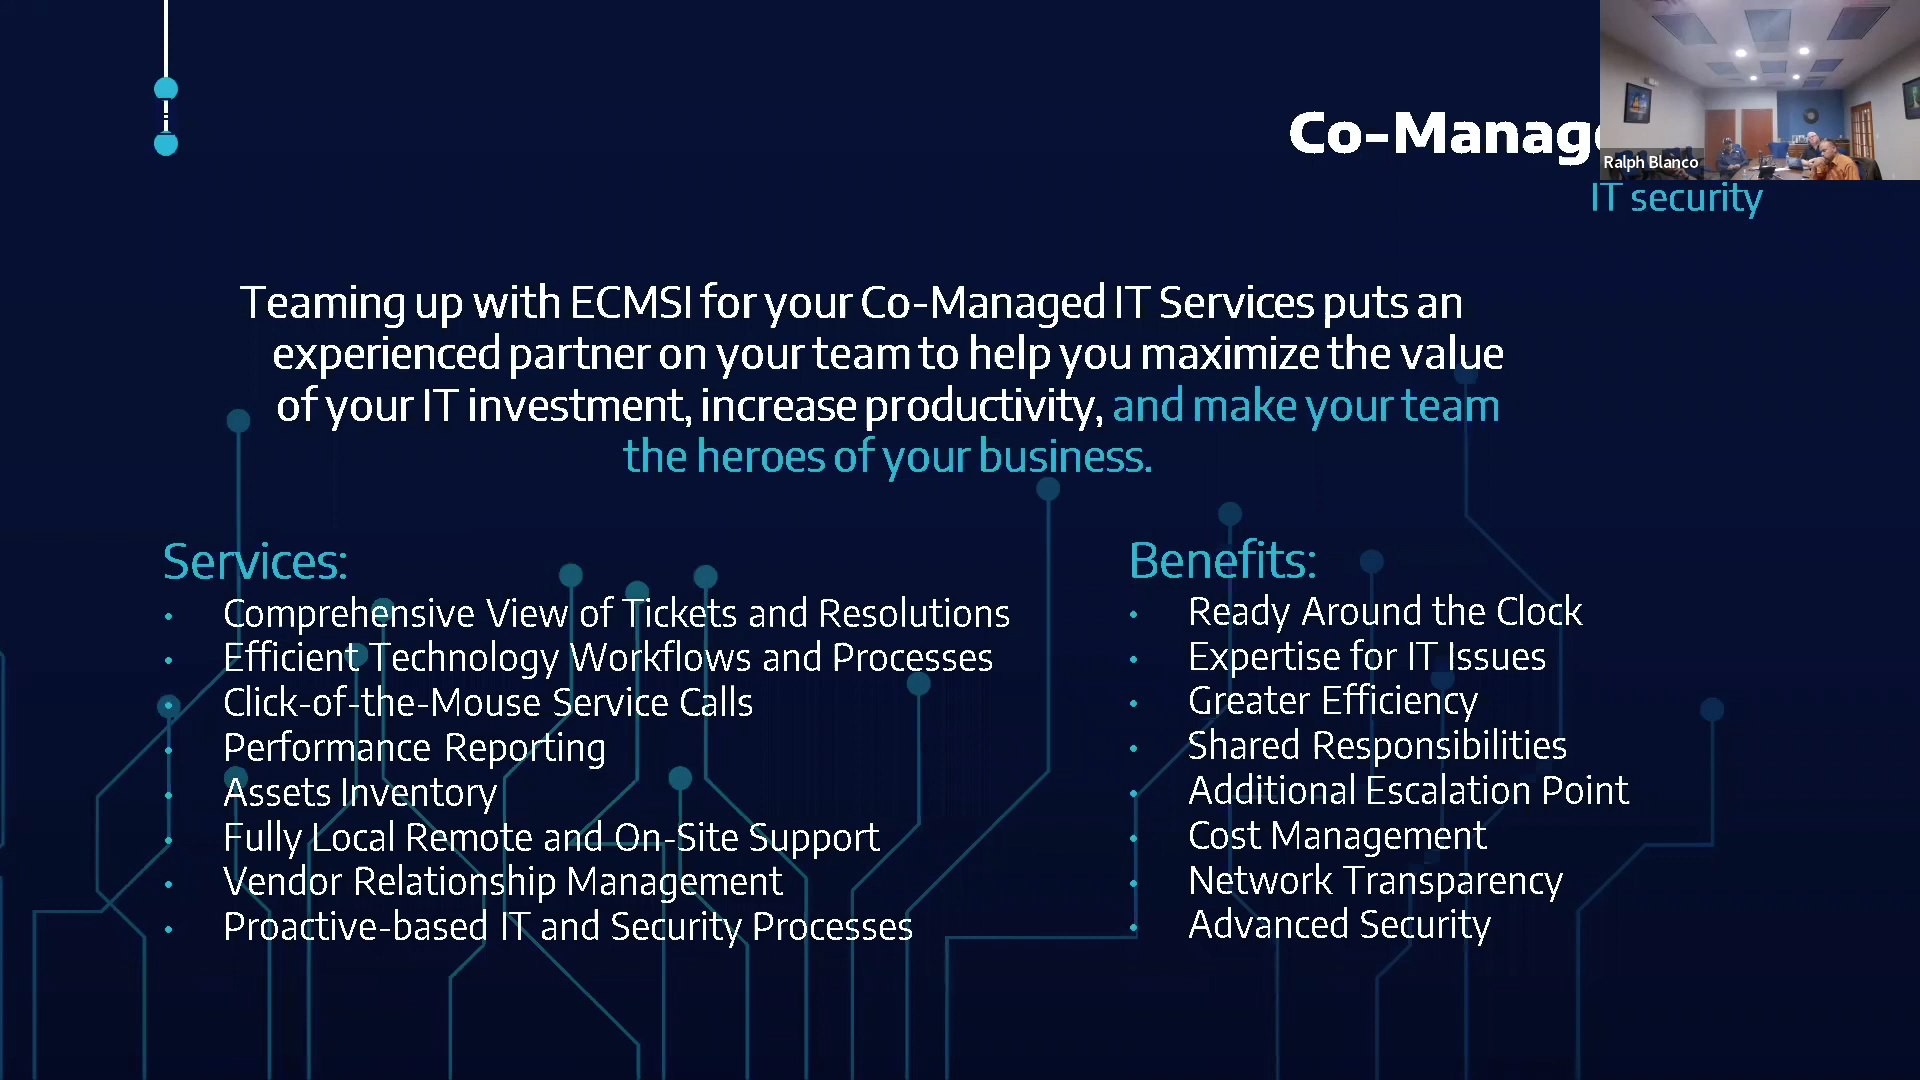 Co-Manag
Ralph Blanco
IT security
Teaming up with ECMSI for your Co-Managed IT Services puts an
experienced partner on your team to help you maximize the value
of your IT investment, increase productivity, and make your team
the heroes of your business.
Services:
• Comprehensive View of Tickets and Resolutions
• Efficient Technology Workflows and Processes
• Click-of-the-Mouse Service Calls
• Performance Reporting
• Assets Inventory
• Fully Local Remote and On-Site Support
• Vendor Relationship Management
• Proactive-based IT and Security Processes
Benefits:
• Ready Around the Clock
• Expertise for IT Issues
• Greater Efficiency
• Shared Responsibilities
• Additional Escalation Point
• Cost Management
• Network Transparency
• Advanced Security